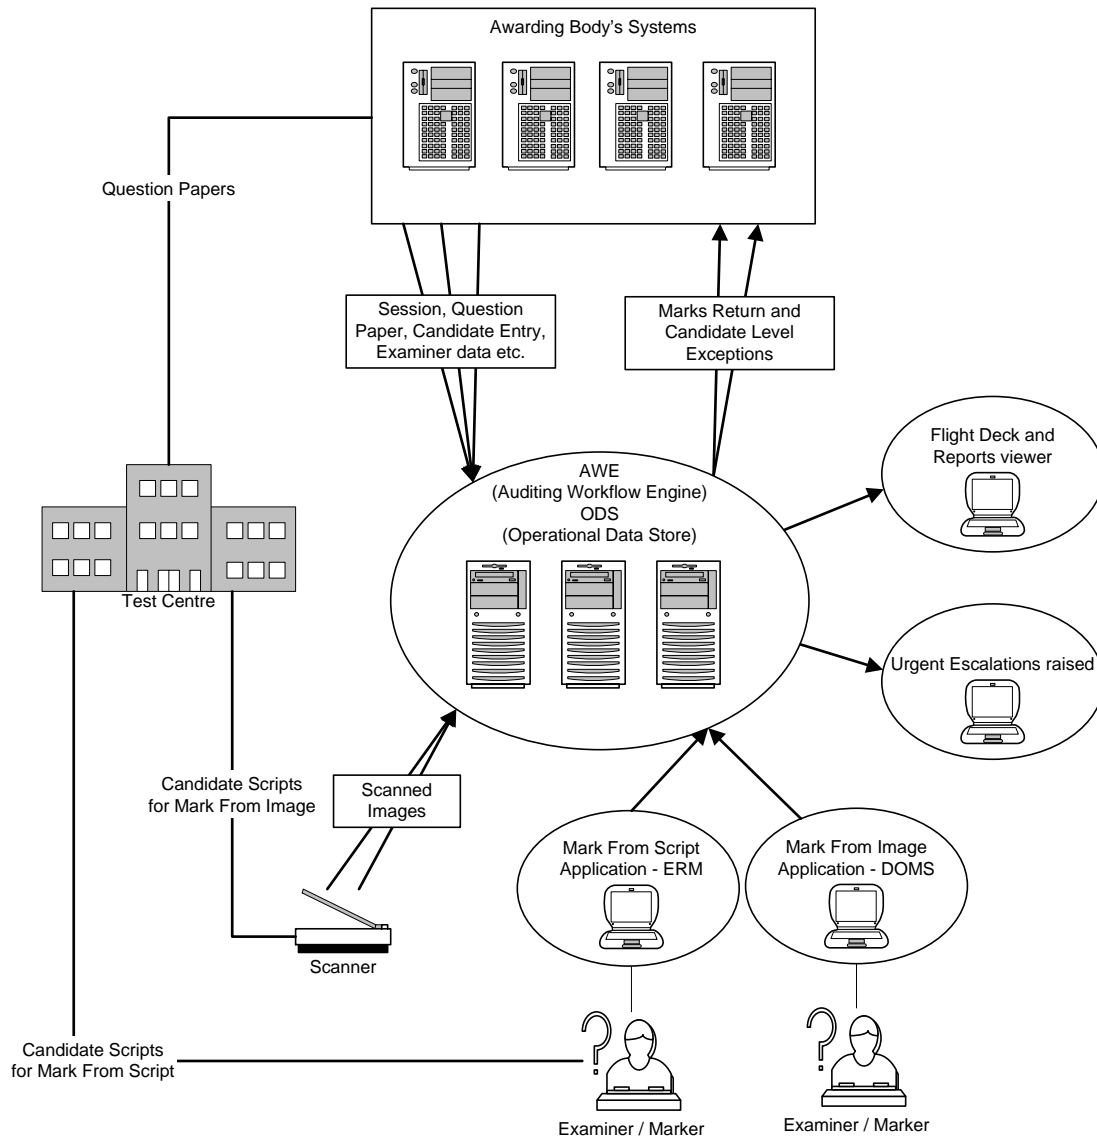 Awarding Body's Systems
Question Papers
Session, Question
Paper, Candidate Entry,
Examiner data etc.
Marks Return and
Candidate Level
Exceptions
Flight Deck and
Reports viewer
AWE
(Auditing Workflow Engine)
ODS
(Operational Data Store)
Test Centre
Urgent Escalations raised
Candidate Scripts
for Mark From Image
Scanned
Images
Mark From Script
Application - ERM
Mark From Image
Application - DOMS
Scanner
Candidate Scripts
for Mark From Script
Examiner / Marker
Examiner / Marker